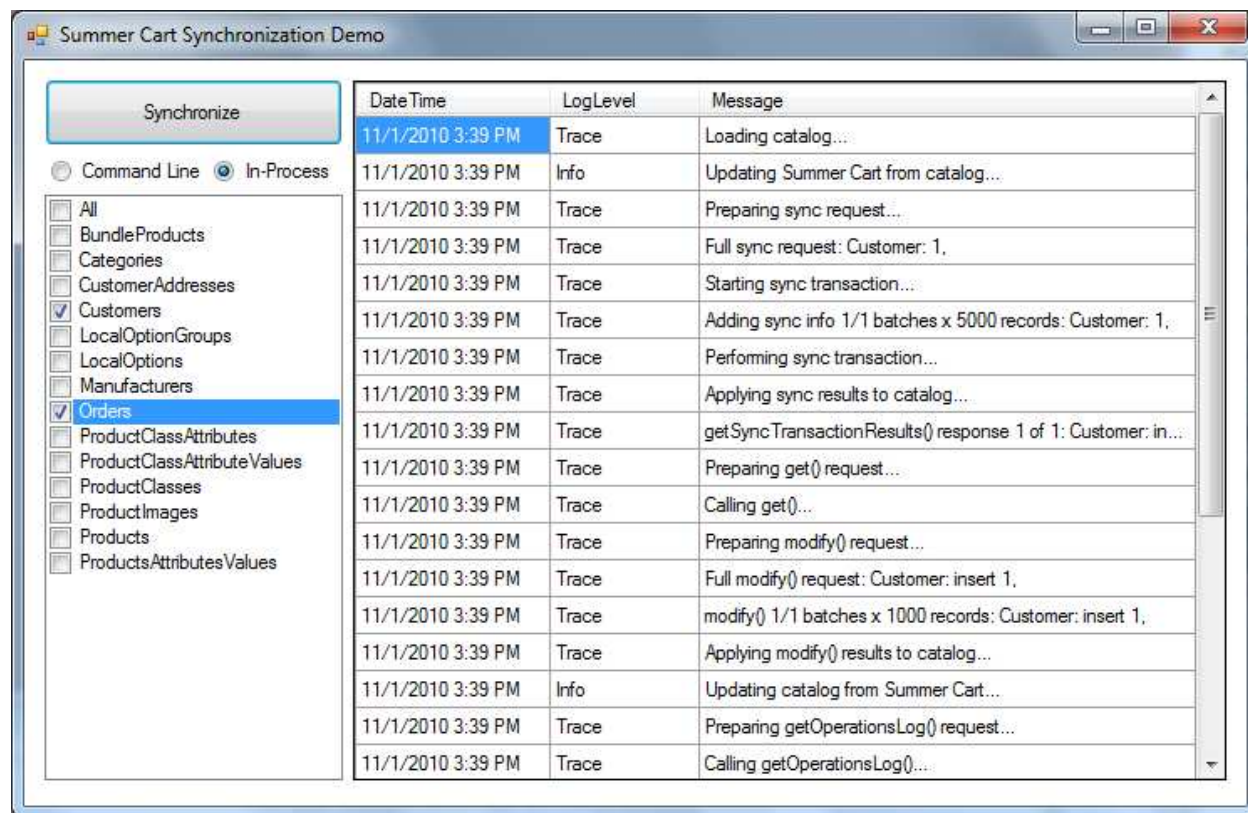 Summer Cart Synchronization Demo
Synchronize
Command Line In-Process
All
BundleProducts
Categories
CustomerAddresses
Customers
LocalOptionGroups
LocalOptions
Manufacturers
Orders
ProductClassAttributes
ProductClassAttributeValues
ProductClasses
ProductImages
Products
ProductsAttributesValues
DateTime LogLevel Message
11/1/2010 3:39 PM Trace Loading catalog...
11/1/2010 3:39 PM Info Updating Summer Cart from catalog...
11/1/2010 3:39 PM Trace Preparing sync request...
11/1/2010 3:39 PM Trace Full sync request: Customer: 1,
11/1/2010 3:39 PM Trace Starting sync transaction...
11/1/2010 3:39 PM Trace Adding sync info 1/1 batches x 5000 records: Customer: 1,
11/1/2010 3:39 PM Trace Performing sync transaction...
11/1/2010 3:39 PM Trace Applying sync results to catalog...
11/1/2010 3:39 PM Trace getSyncTransactionResults() response 1 of 1: Customer: in...
11/1/2010 3:39 PM Trace Preparing get() request...
11/1/2010 3:39 PM Trace Calling get()...
11/1/2010 3:39 PM Trace Preparing modify() request...
11/1/2010 3:39 PM Trace Full modify() request: Customer: insert 1,
11/1/2010 3:39 PM Trace modify() 1/1 batches x 1000 records: Customer: insert 1,
11/1/2010 3:39 PM Trace Applying modify() results to catalog...
11/1/2010 3:39 PM Info Updating catalog from Summer Cart...
11/1/2010 3:39 PM Trace Preparing getOperationsLog() request...
11/1/2010 3:39 PM Trace Calling getOperationsLog()...